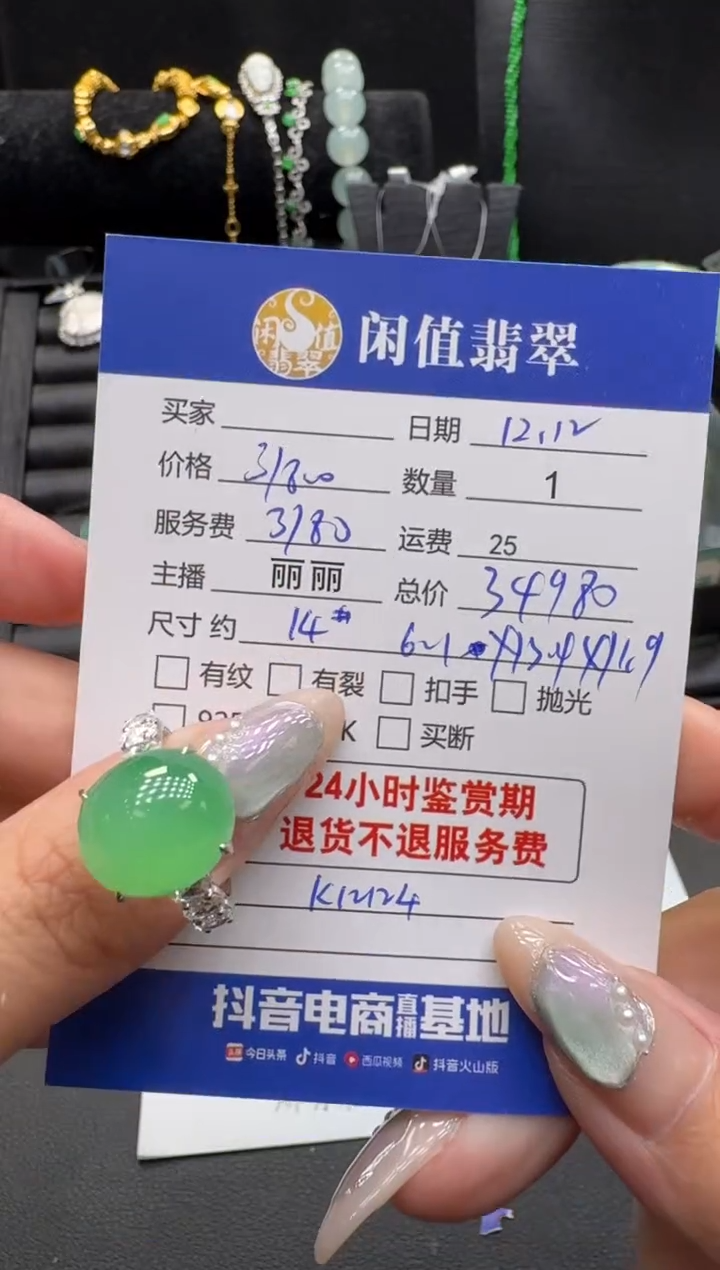 闲值翡翠
闲值翡翠
买家 日期 12.12
价格 31800 数量 1
服务费 3180 运费 25
主播 丽丽 总价 34980
尺寸 约 14#
□ 有纹 □ 有裂 □ 扣手 □ 抛光
K □ 买断
24小时鉴赏期
退货不退服务费
K12124
抖音电商直播基地
今日头条 抖音 西瓜视频 抖音火山版